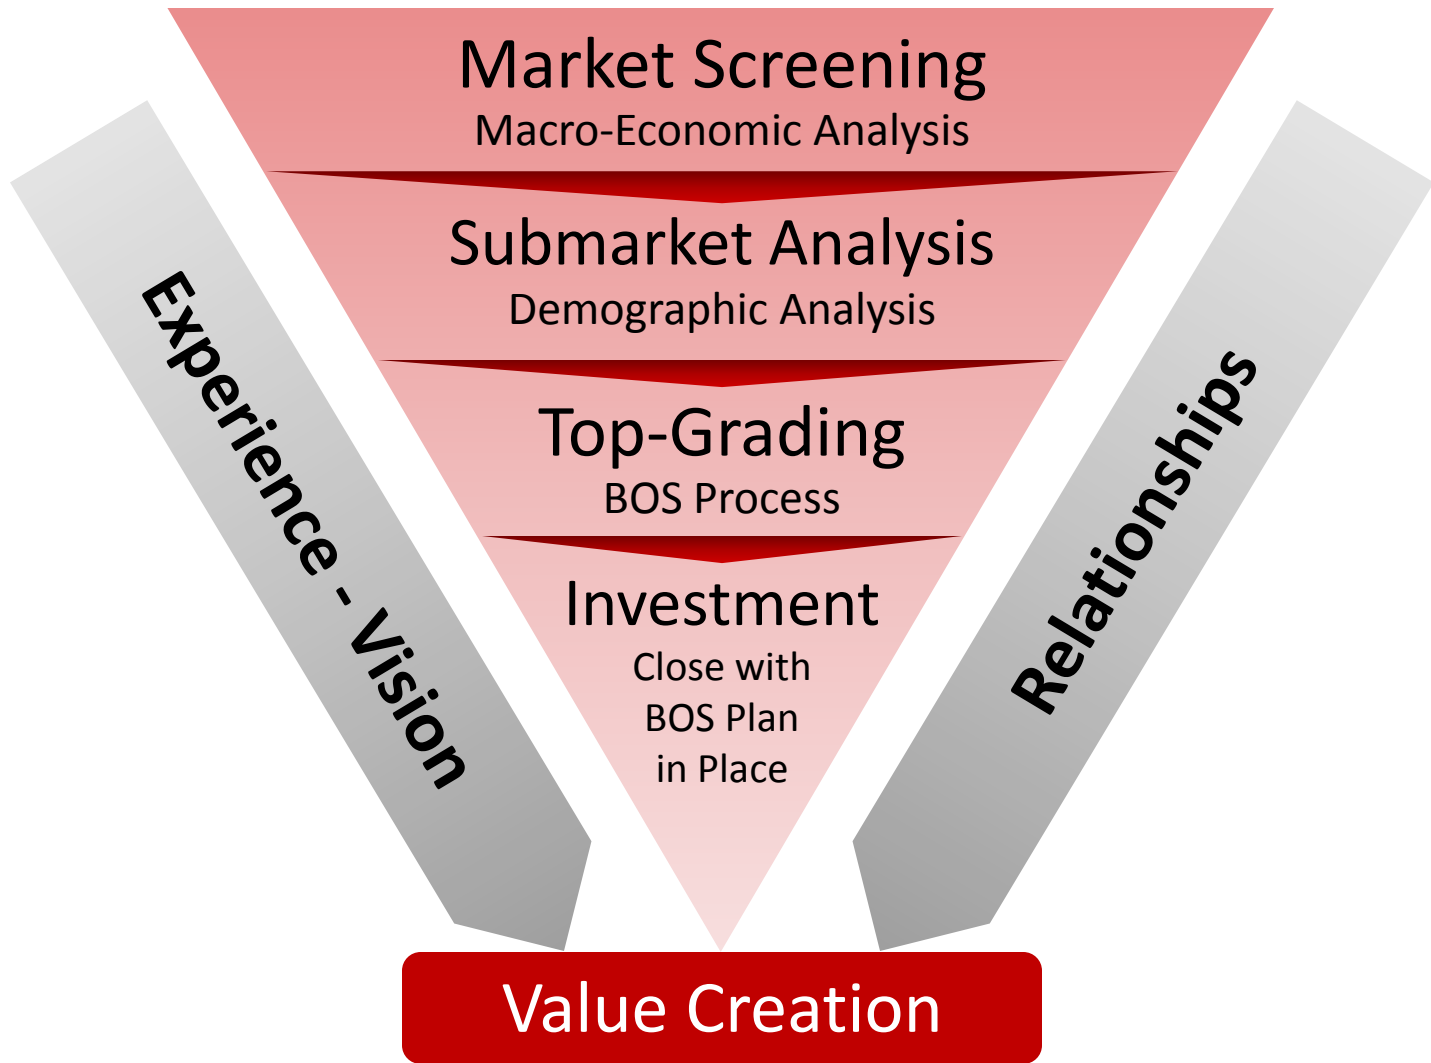 Market Screening
Macro-Economic Analysis
Submarket Analysis
Demographic Analysis
Top-Grading
BOS Process
Investment
Close with
BOS Plan
in Place
Experience - Vision
Relationships
Value Creation